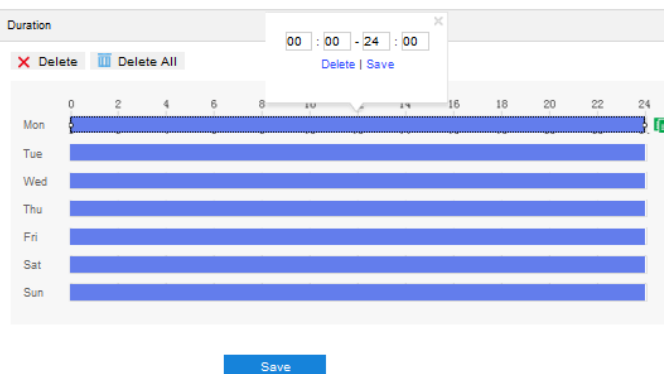 Duration
00 : 00 - 24 : 00
Delete Delete All
Delete | Save
0 2 4 6 8 10 12 14 16 18 20 22 24
Mon
Tue
Wed
Thu
Fri
Sat
Sun
Save